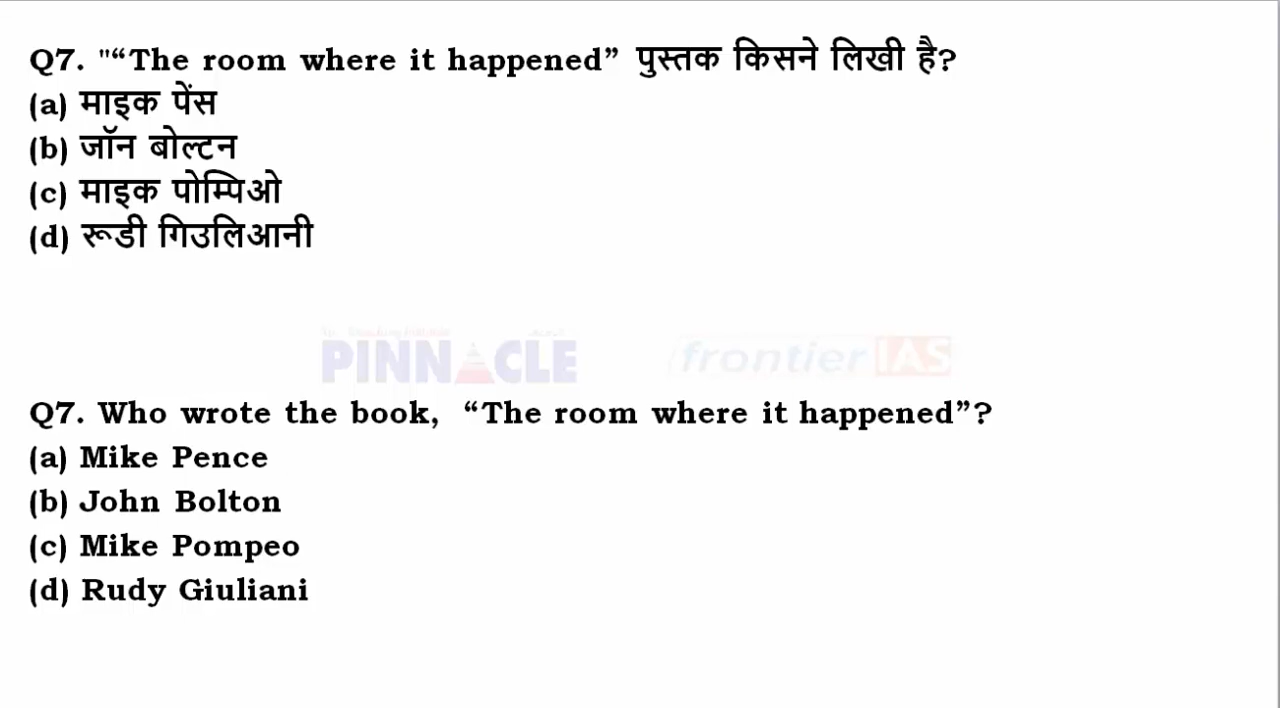 Q7. "“The room where it happened” पुस्तक किसने लिखी है?
(a) माइक पेंस
(b) जॉन बोल्टन
(c) माइक पोम्पिओ
(d) रूडी गिउलिआनी
PINNACLE frontier IAS
Q7. Who wrote the book, “The room where it happened”?
(a) Mike Pence
(b) John Bolton
(c) Mike Pompeo
(d) Rudy Giuliani